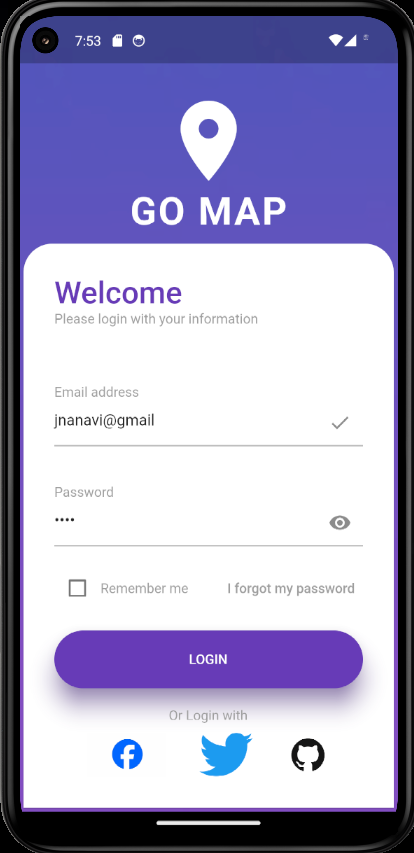 7:53
GO MAP
Welcome
Please login with your information
Email address
jnanavi@gmail
Password
••••
Remember me
I forgot my password
LOGIN
Or Login with